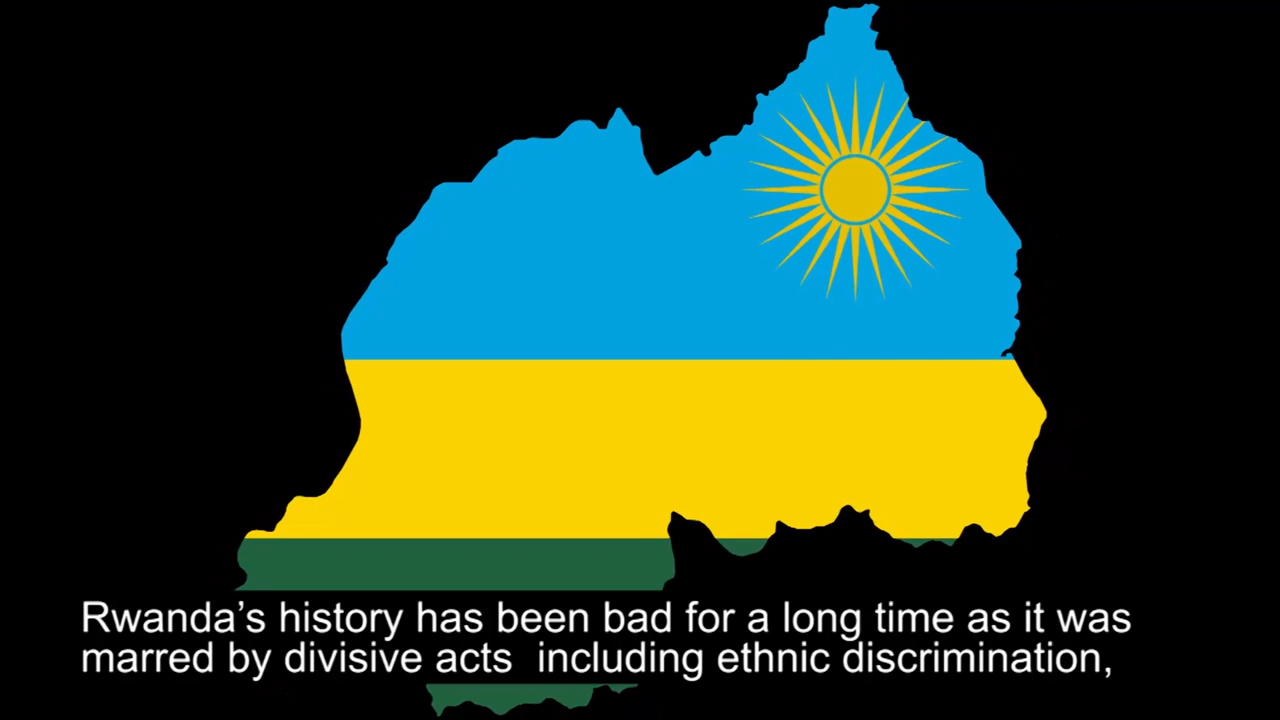 Rwanda’s history has been bad for a long time as it was
marred by divisive acts  including ethnic discrimination,